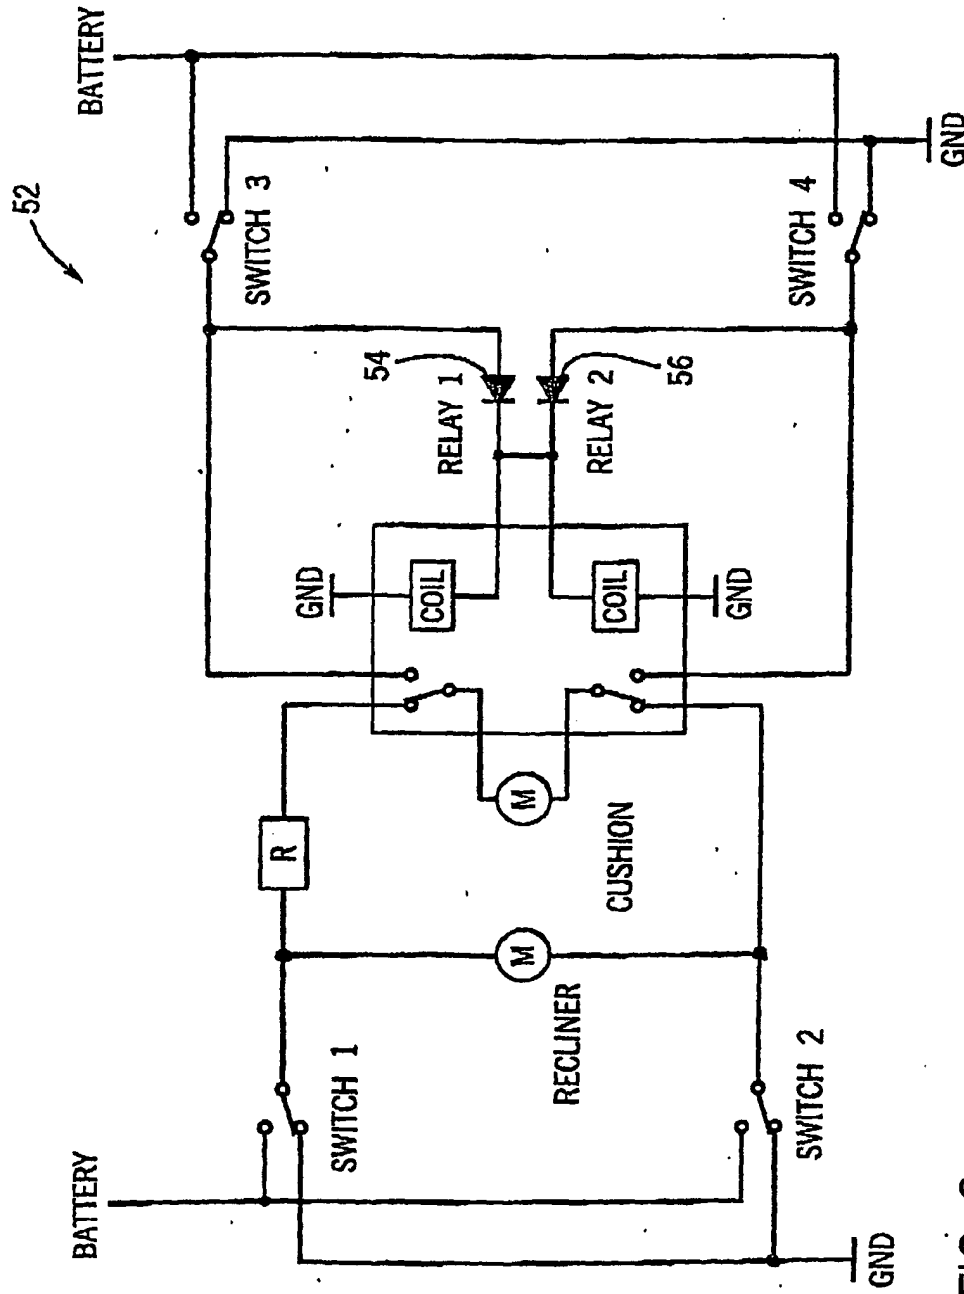 52
BATTERY
BATTERY
SWITCH 1
SWITCH 3
R
GND
54
RELAY 1
COIL
M
M
RECLINER
CUSHION
RELAY 2
56
COIL
GND
SWITCH 2
SWITCH 4
GND
GND